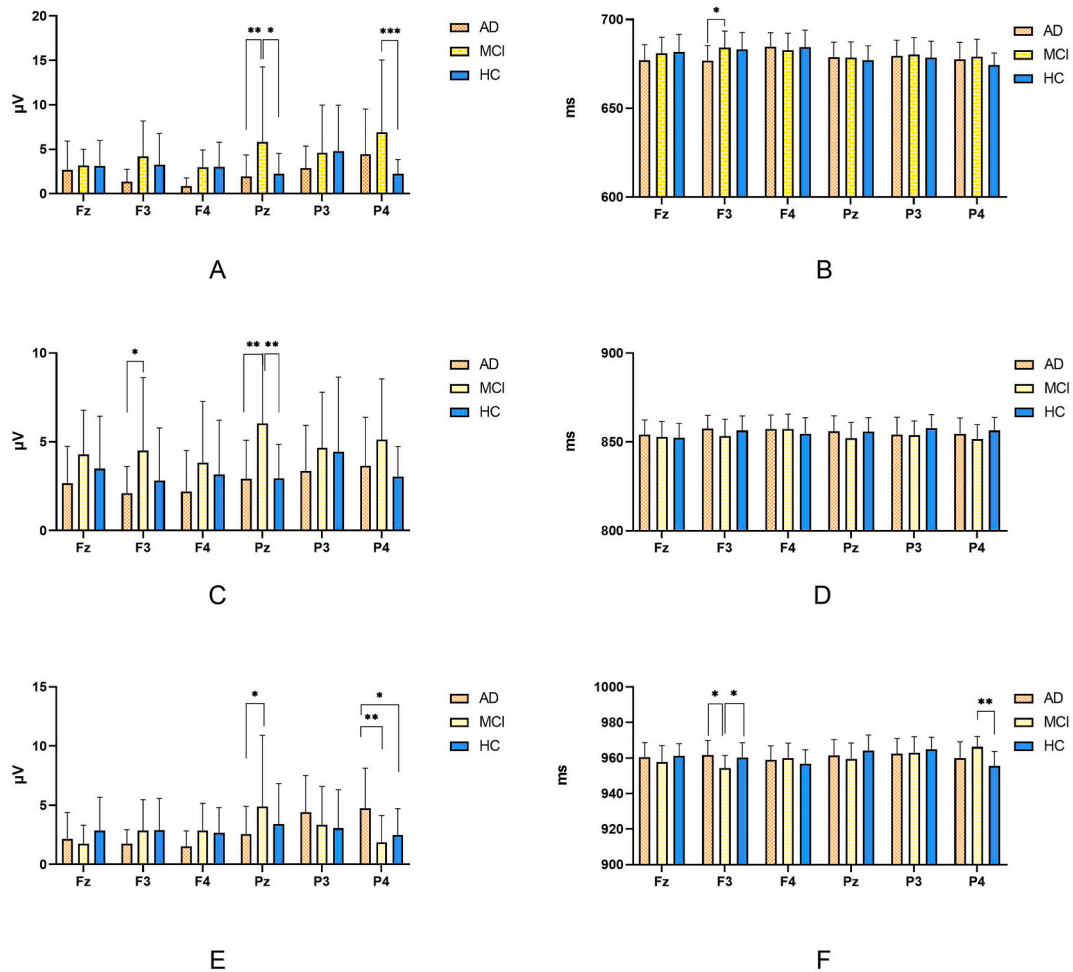 20
15
10
5
0
µV
** *
***
Fz F3 F4 Pz P3 P4
AD
MCI
HC
A
700
650
600
ms
*
Fz F3 F4 Pz P3 P4
AD
MCI
HC
B
10
5
0
µV
*
** **
Fz F3 F4 Pz P3 P4
AD
MCI
HC
C
900
850
800
ms
Fz F3 F4 Pz P3 P4
AD
MCI
HC
D
15
10
5
0
µV
*
*
**
Fz F3 F4 Pz P3 P4
AD
MCI
HC
E
1000
980
960
940
920
900
ms
* *
**
Fz F3 F4 Pz P3 P4
AD
MCI
HC
F